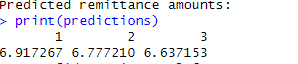 Predicted remittance amounts:
> print(predictions)
       1        2        3
6.917267 6.777210 6.637153